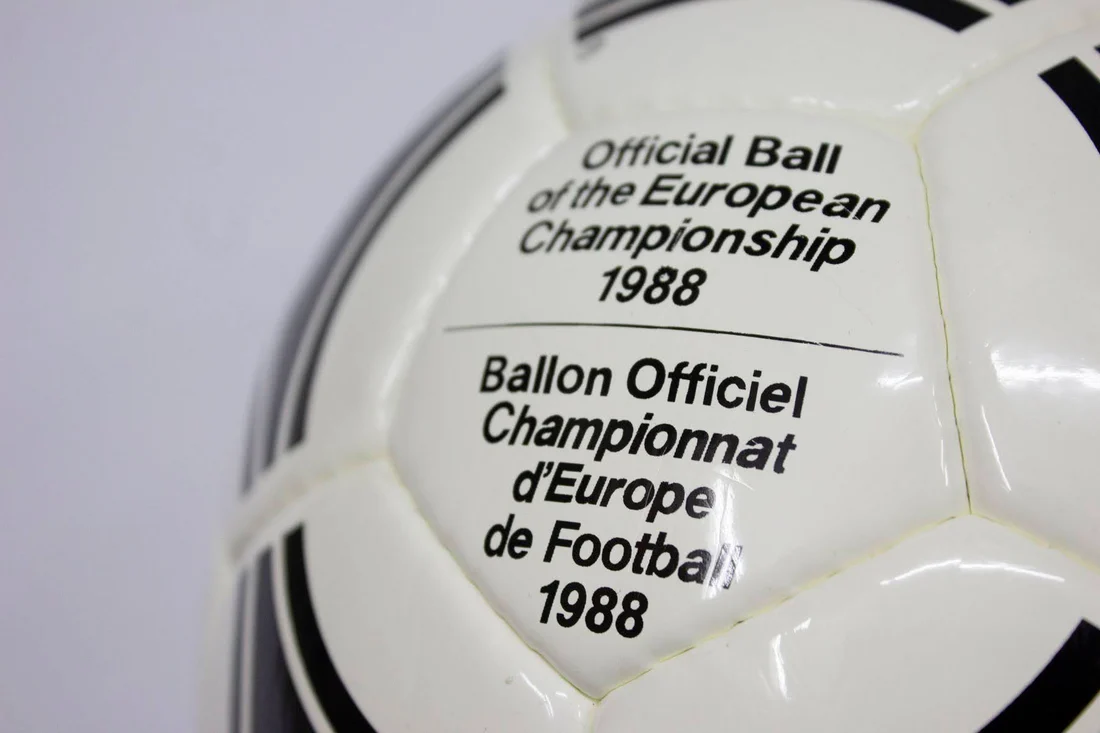 Official Ball
of the European
Championship
1988
Ballon Officiel
Championnat
d'Europe
de Football
1988